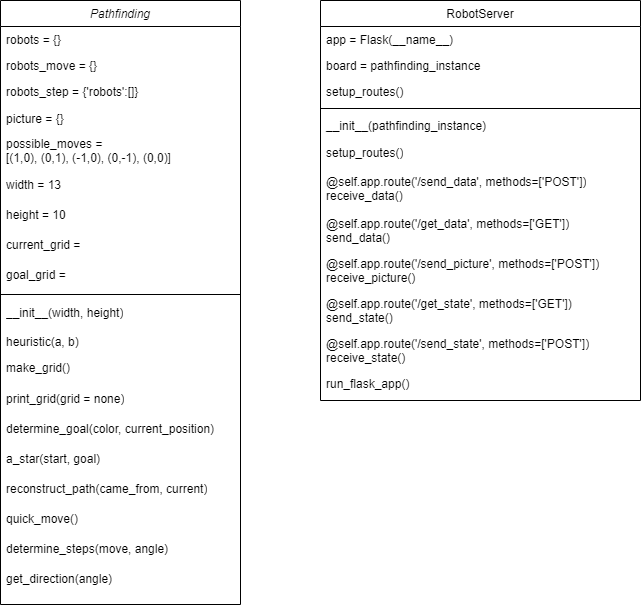 Pathfinding
robots = {}
robots_move = {}
robots_step = {'robots':[]}
picture = {}
possible_moves =
[(1,0), (0,1), (-1,0), (0,-1), (0,0)]
width = 13
height = 10
current_grid =
goal_grid =
__init__(width, height)
heuristic(a, b)
make_grid()
print_grid(grid = none)
determine_goal(color, current_position)
a_star(start, goal)
reconstruct_path(came_from, current)
quick_move()
determine_steps(move, angle)
get_direction(angle)
RobotServer
app = Flask(__name__)
board = pathfinding_instance
setup_routes()
__init__(pathfinding_instance)
setup_routes()
@self.app.route('/send_data', methods=['POST'])
receive_data()
@self.app.route('/get_data', methods=['GET'])
send_data()
@self.app.route('/send_picture', methods=['POST'])
receive_picture()
@self.app.route('/get_state', methods=['GET'])
send_state()
@self.app.route('/send_state', methods=['POST'])
receive_state()
run_flask_app()